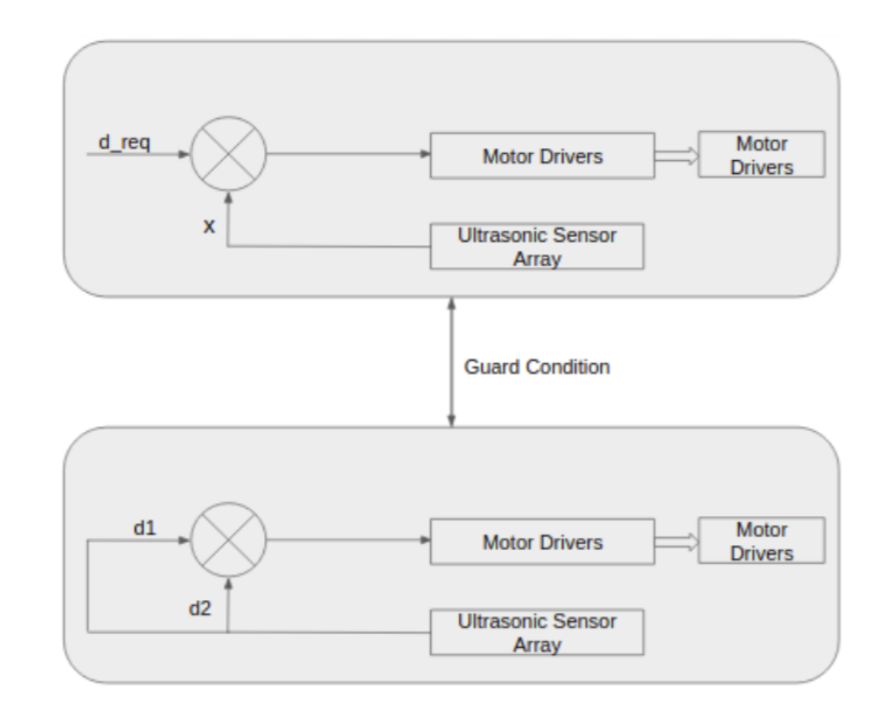 d_req
Motor Drivers
Motor
Drivers
x
Ultrasonic Sensor
Array
Guard Condition
d1
Motor Drivers
Motor
Drivers
d2
Ultrasonic Sensor
Array